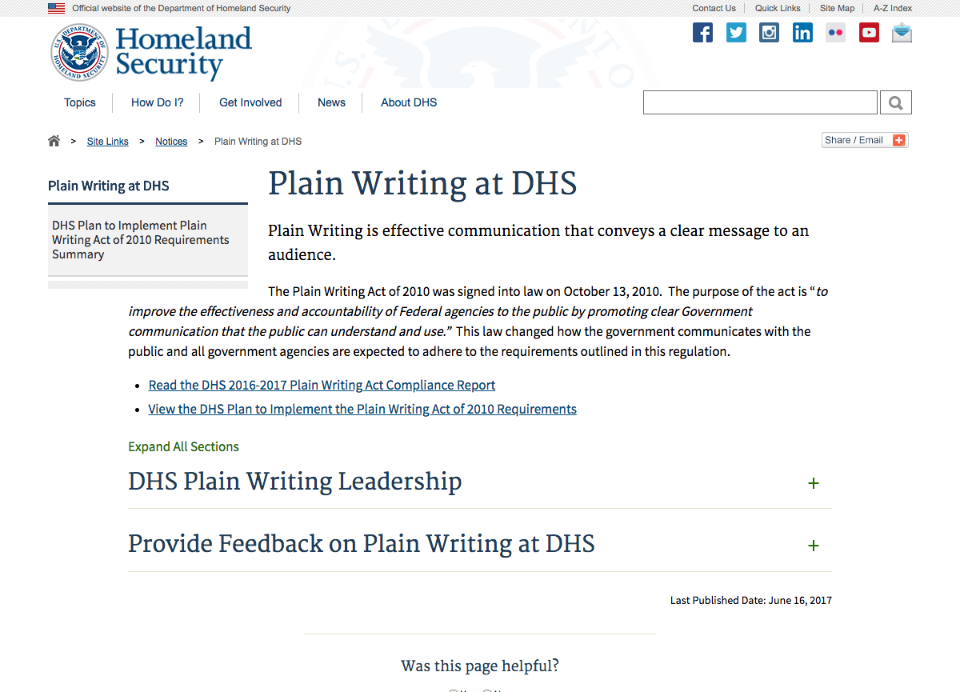 Official website of the Department of Homeland Security
Contact Us
Quick Links
Site Map
A-Z Index
U.S. DEPARTMENT OF HOMELAND SECURITY
Homeland
Security
Topics
How Do I?
Get Involved
News
About DHS
> Site Links > Notices > Plain Writing at DHS
Share / Email
Plain Writing at DHS
DHS Plan to Implement Plain
Writing Act of 2010 Requirements
Summary
Plain Writing at DHS
Plain Writing is effective communication that conveys a clear message to an
audience.
The Plain Writing Act of 2010 was signed into law on October 13, 2010. The purpose of the act is “to
improve the effectiveness and accountability of Federal agencies to the public by promoting clear Government
communication that the public can understand and use.” This law changed how the government communicates with the
public and all government agencies are expected to adhere to the requirements outlined in this regulation.
• Read the DHS 2016-2017 Plain Writing Act Compliance Report
• View the DHS Plan to Implement the Plain Writing Act of 2010 Requirements
Expand All Sections
DHS Plain Writing Leadership +
Provide Feedback on Plain Writing at DHS +
Last Published Date: June 16, 2017
Was this page helpful?